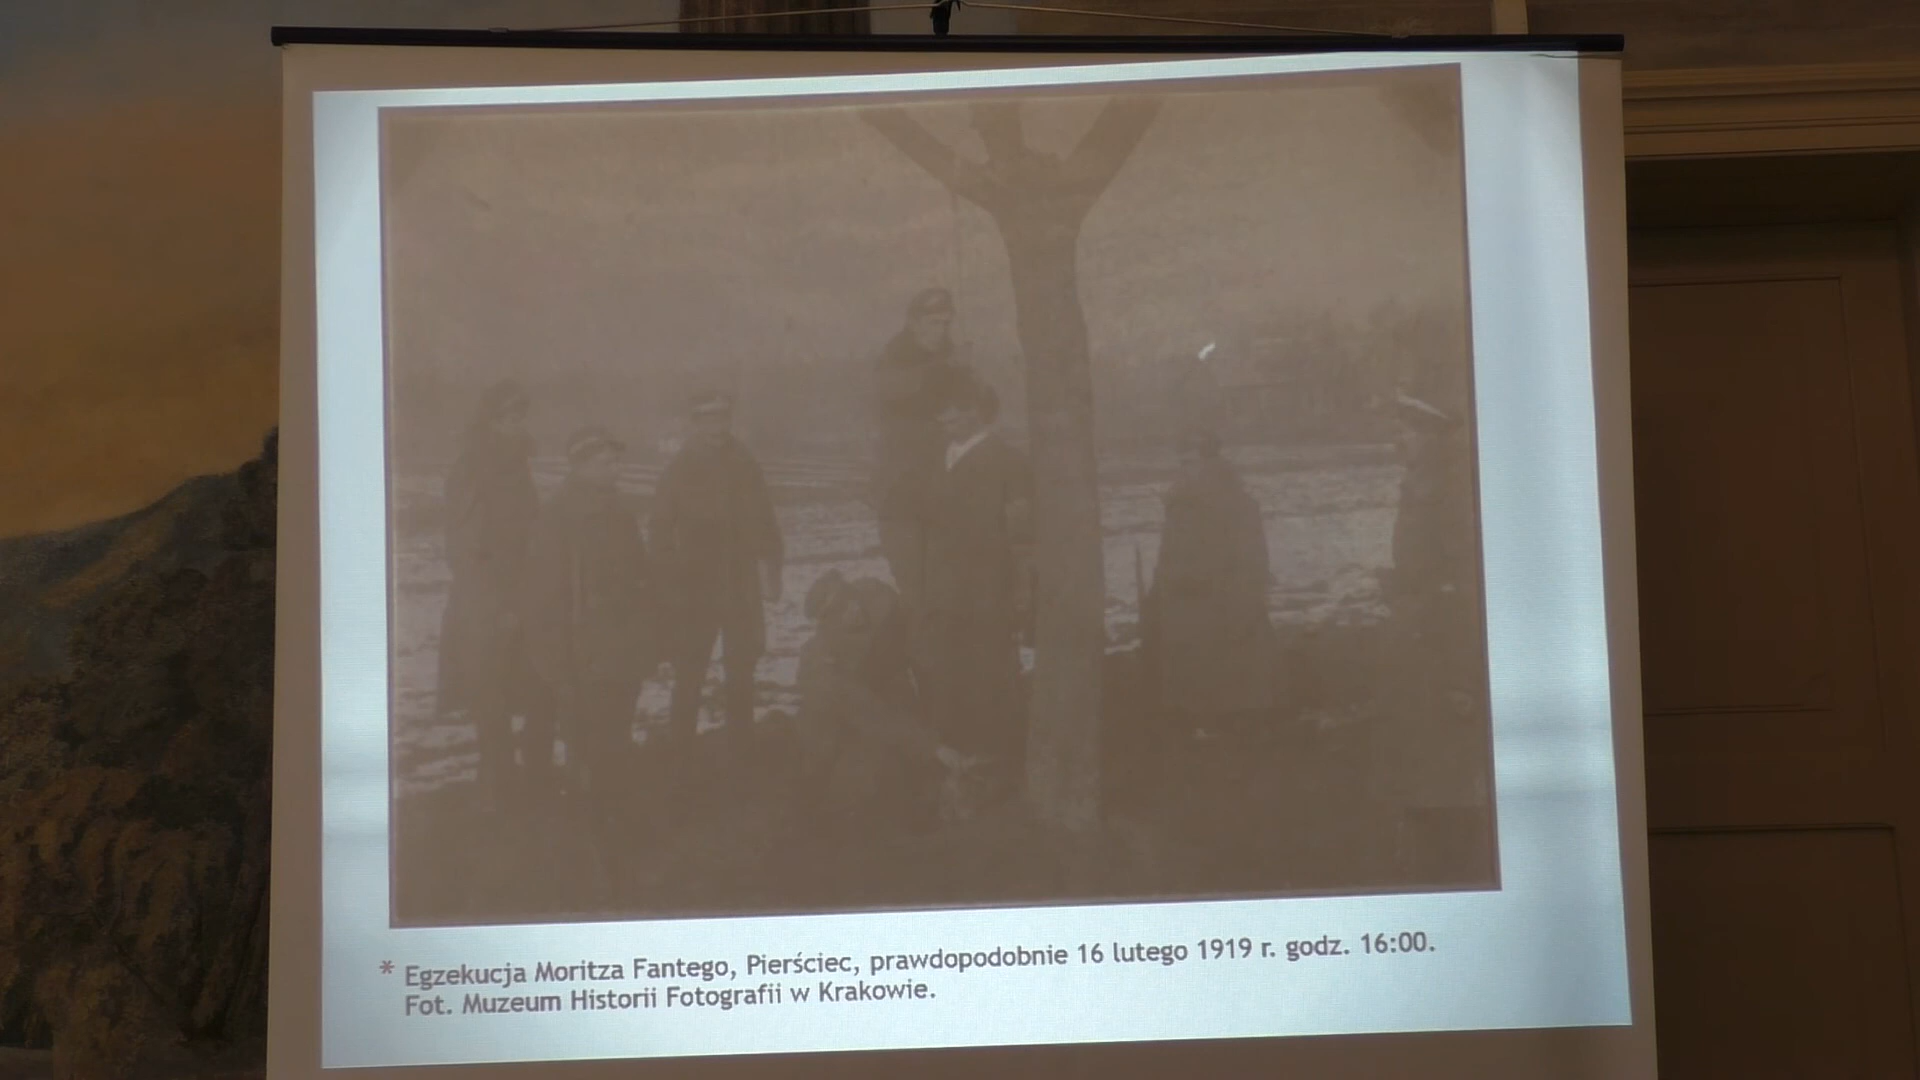 * Egzekucja Moritza Fantego, Pierściec, prawdopodobnie 16 lutego 1919 r. godz. 16:00.
Fot. Muzeum Historii Fotografii w Krakowie.